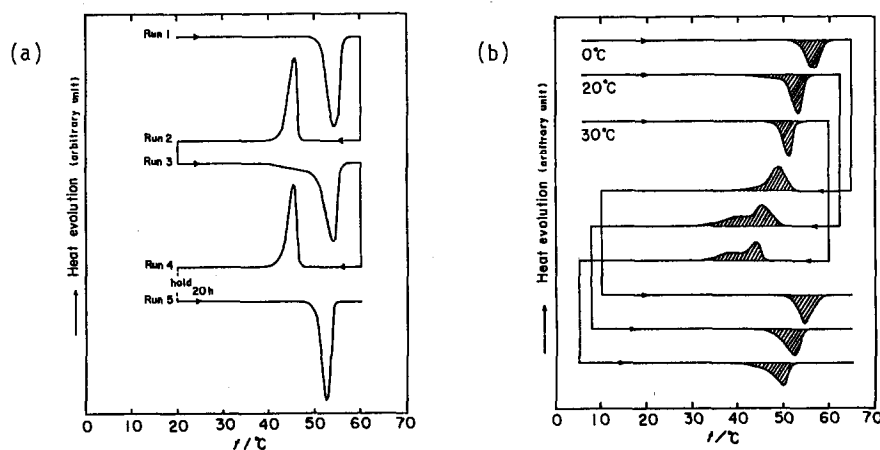 (a)
Heat evolution (arbitrary unit)
Run 1
Run 2
Run 3
Run 4
hold 20h
Run 5
0 10 20 30 40 50 60 70
t/℃
(b)
Heat evolution (arbitrary unit)
0℃
20℃
30℃
0 10 20 30 40 50 60 70
t/℃